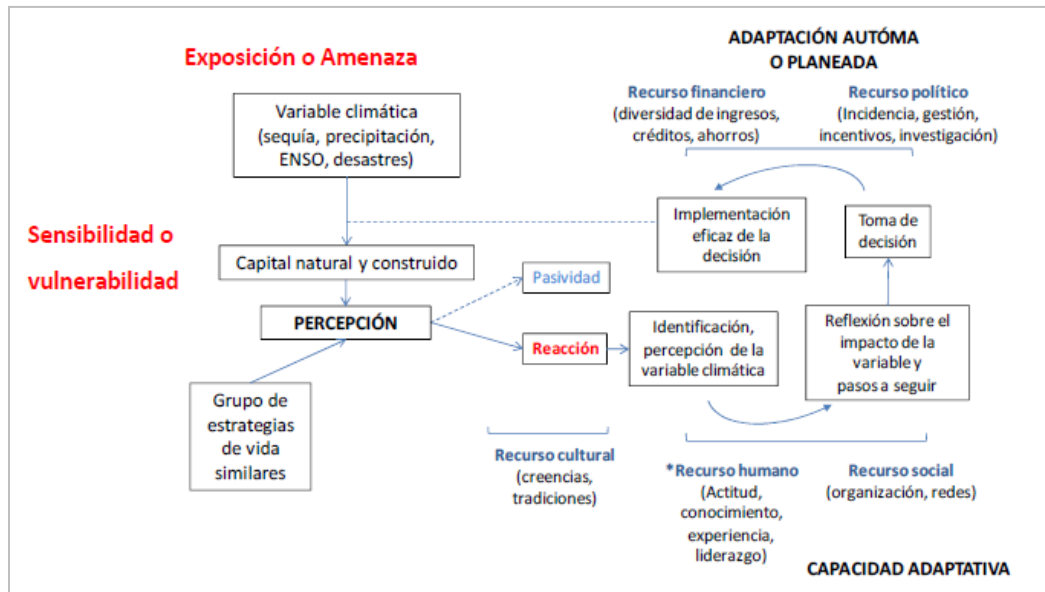 Exposición o Amenaza
Variable climática
(sequía, precipitación,
ENSO, desastres)
Sensibilidad o
vulnerabilidad
Capital natural y construido
PERCEPCIÓN
Grupo de
estrategias
de vida
similares
Pasividad
Reacción
Recurso cultural
(creencias,
tradiciones)
ADAPTACIÓN AUTÓMA
O PLANEADA
Recurso financiero
(diversidad de ingresos,
créditos, ahorros)
Recurso político
(Incidencia, gestión,
incentivos, investigación)
Implementación
eficaz de la
decisión
Toma de
decisión
Identificación,
percepción de la
variable climática
Reflexión sobre el
impacto de la
variable y
pasos a seguir
*Recurso humano
(Actitud,
conocimiento,
experiencia,
liderazgo)
Recurso social
(organización, redes)
CAPACIDAD ADAPTATIVA